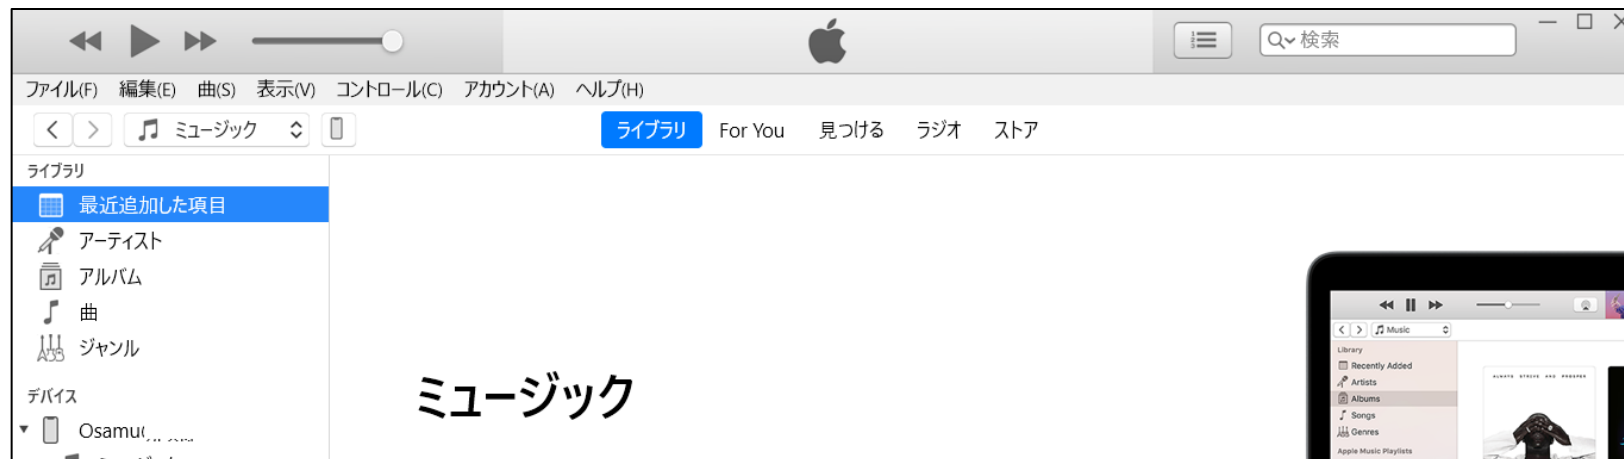 検索
ファイル(F) 編集(E) 曲(S) 表示(V) コントロール(C) アカウント(A) ヘルプ(H)
ミュージック
ライブラリ For You 見つける ラジオ ストア
ライブラリ
最近追加した項目
アーティスト
アルバム
曲
ジャンル
デバイス
Osamu
ミュージック
Music
Library
Recently Added
Artists
Albums
Songs
Genres
Apple Music Playlists
ALWAYS STRIVE AND PROSPER